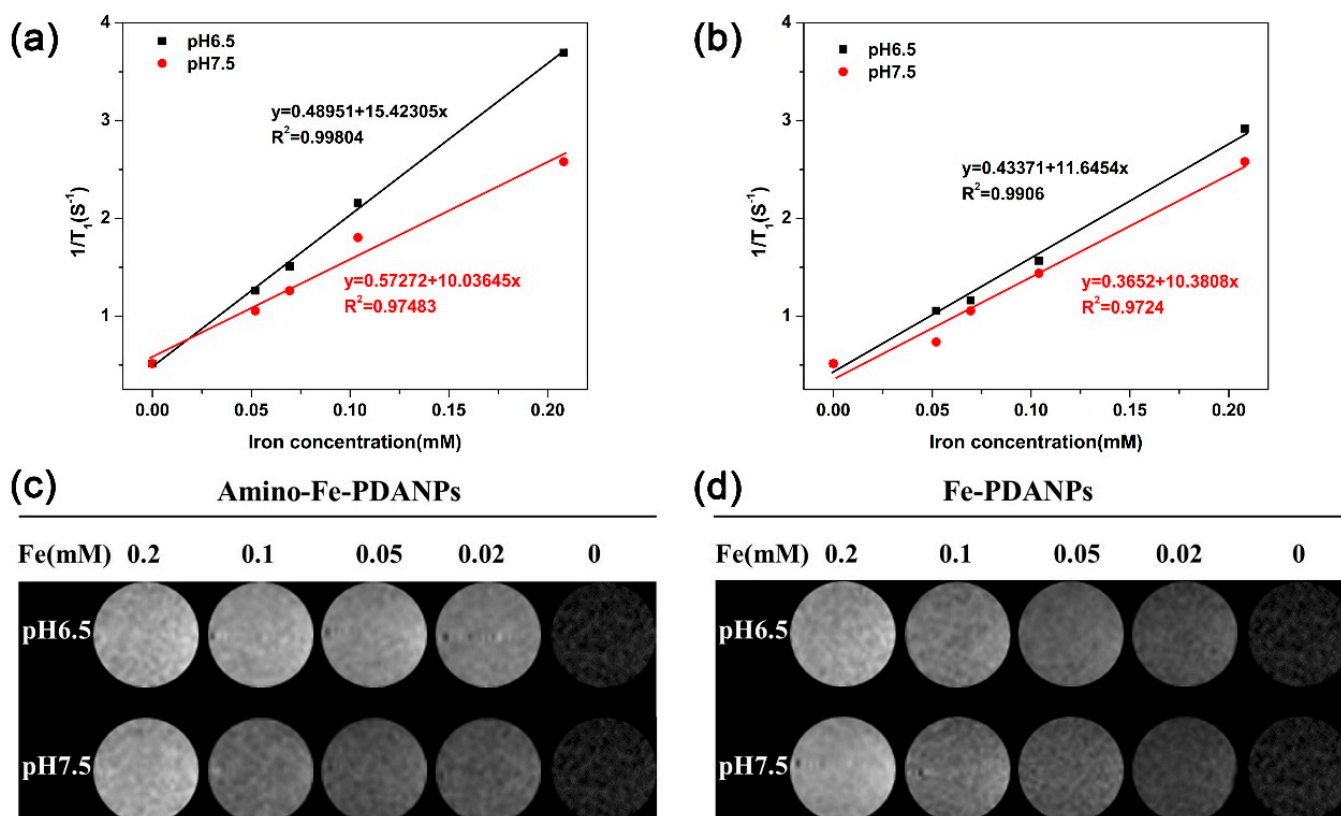 (a)
4
3
2
1
1/T1(S-1)
pH6.5
pH7.5
y=0.48951+15.42305x
R2=0.99804
y=0.57272+10.03645x
R2=0.97483
0.00 0.05 0.10 0.15 0.20
Iron concentration(mM)
(b)
4
3
2
1
1/T1(S-1)
pH6.5
pH7.5
y=0.43371+11.6454x
R2=0.9906
y=0.3652+10.3808x
R2=0.9724
0.00 0.05 0.10 0.15 0.20
Iron concentration(mM)
(c)
Amino-Fe-PDANPs
Fe(mM) 0.2 0.1 0.05 0.02 0
pH6.5
pH7.5
(d)
Fe-PDANPs
Fe(mM) 0.2 0.1 0.05 0.02 0
pH6.5
pH7.5